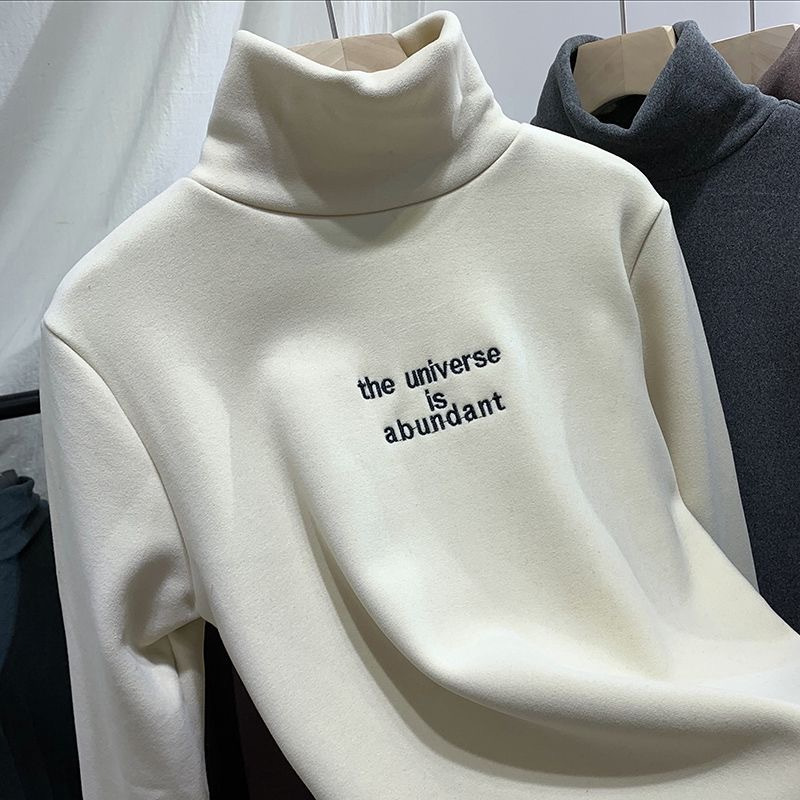 the universe
is
abundant